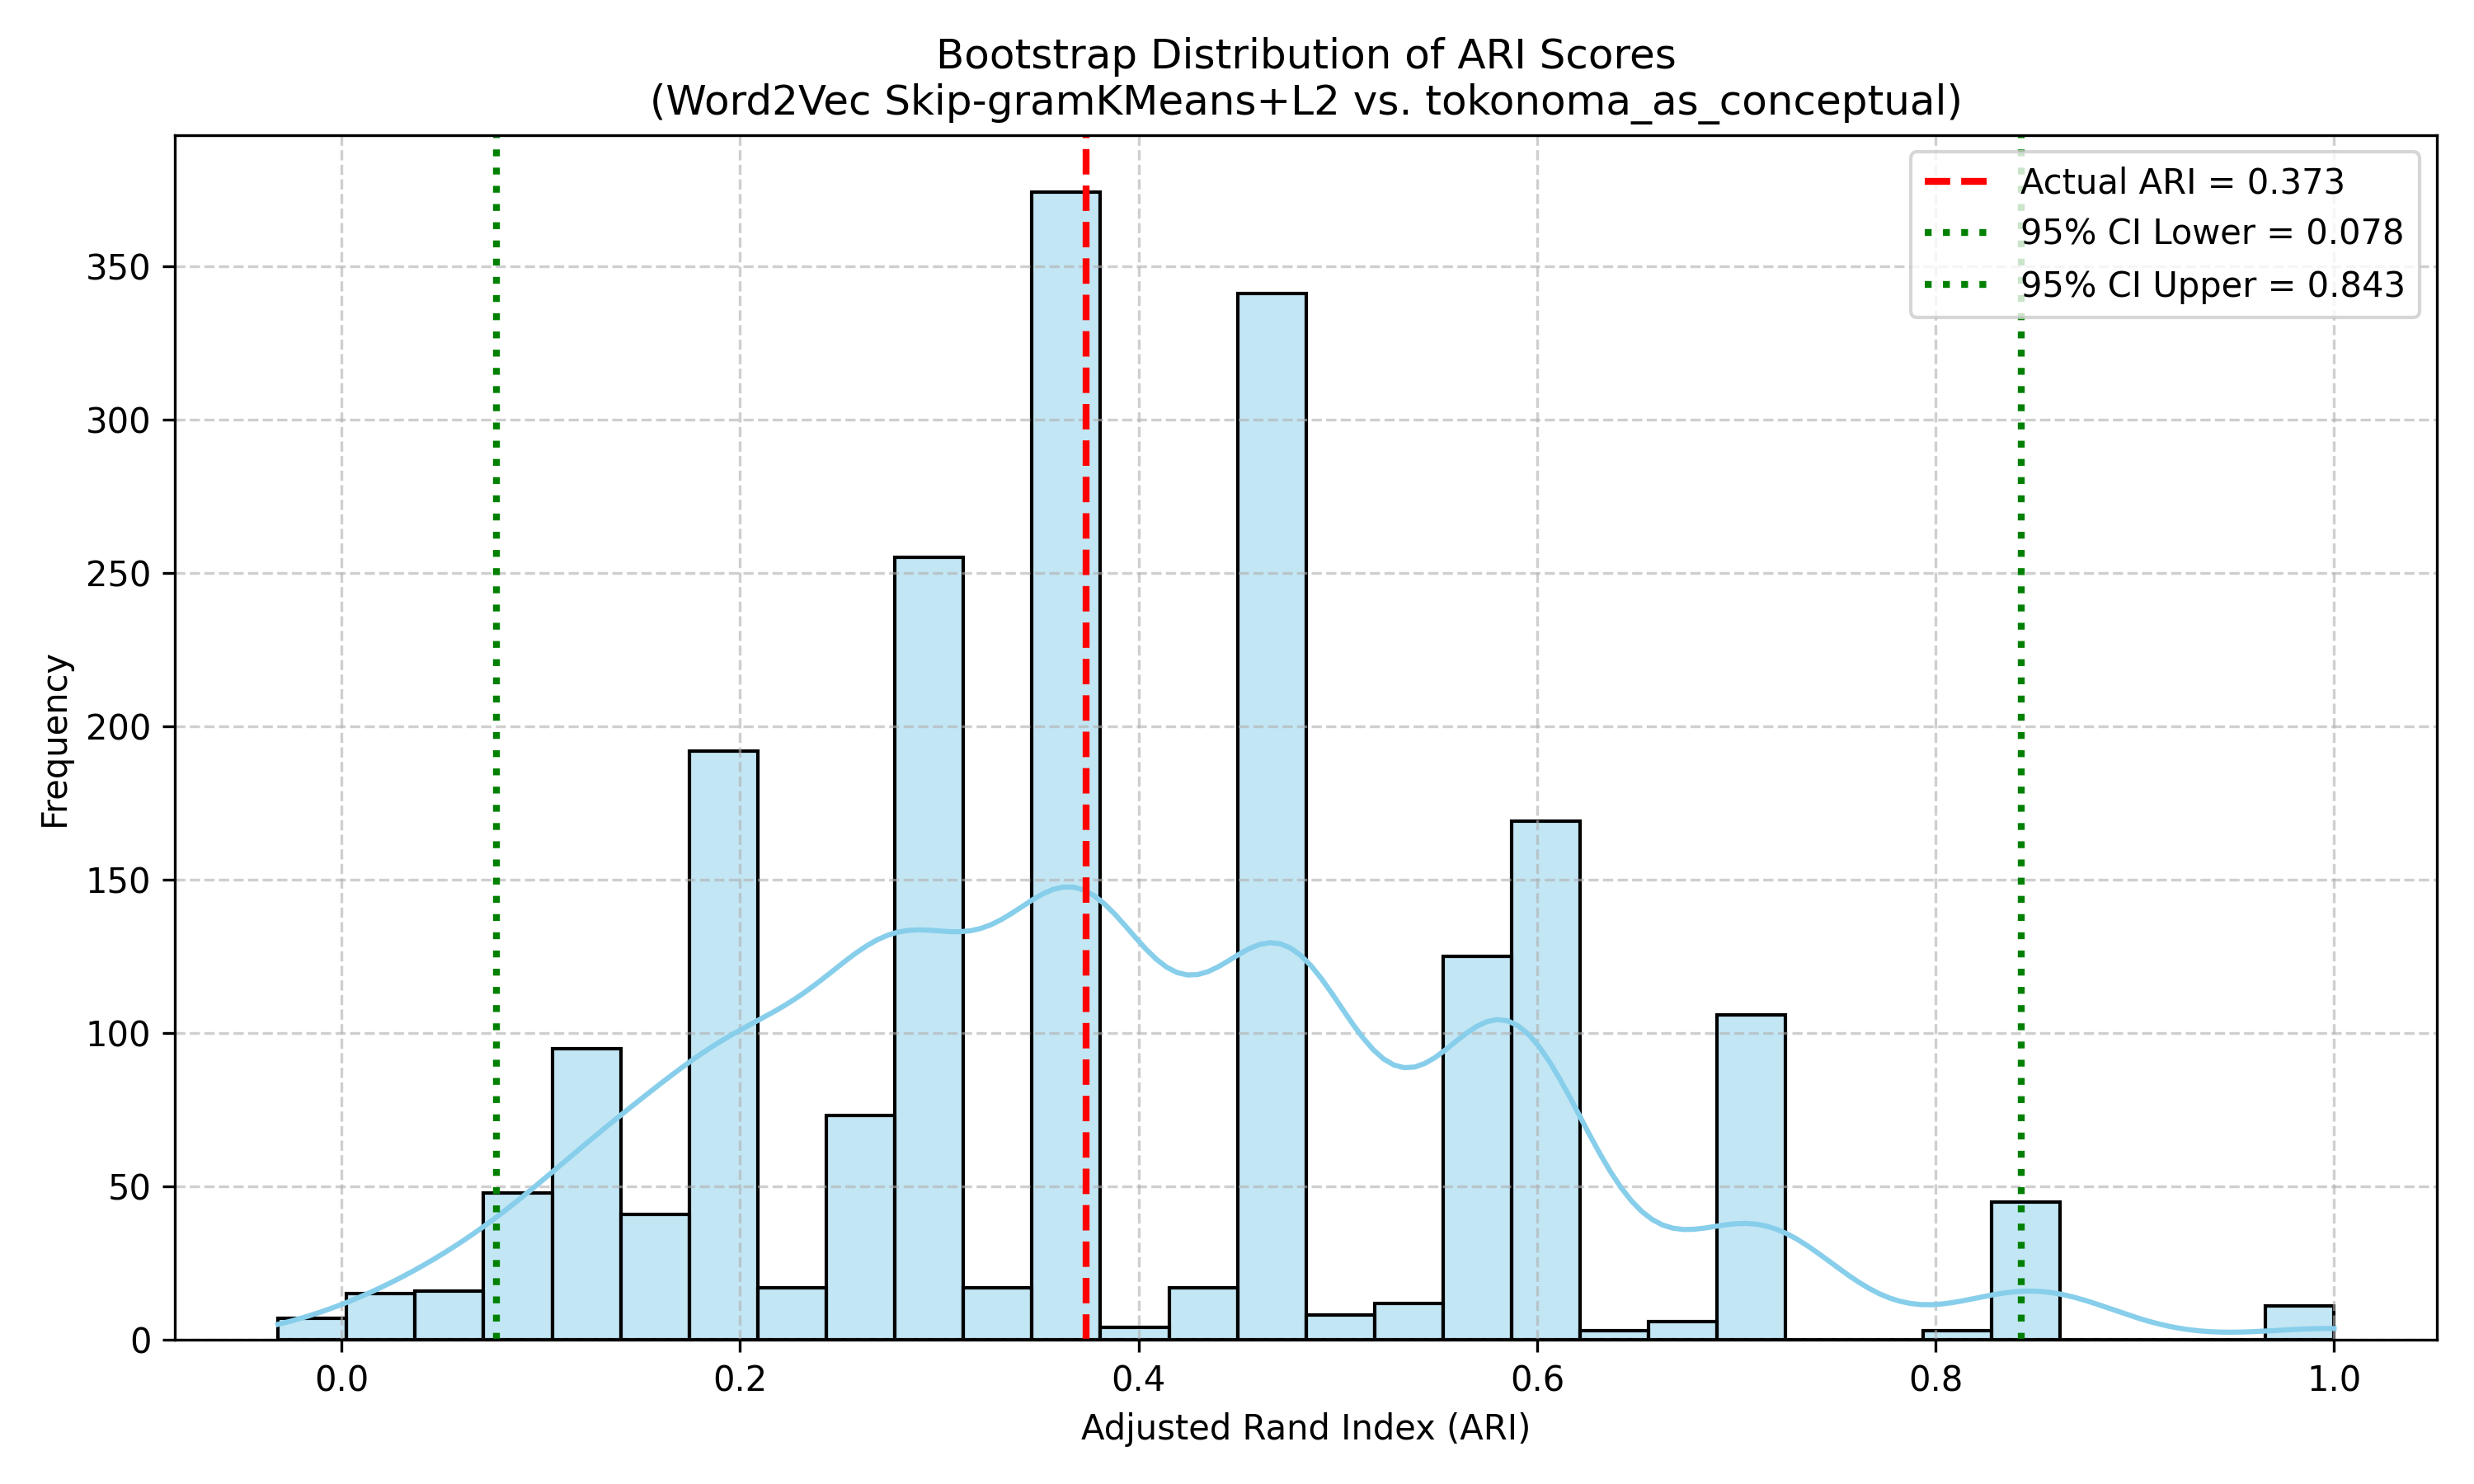 Bootstrap Distribution of ARI Scores
(Word2Vec Skip-gramKMeans+L2 vs. tokonoma_as_conceptual)
Actual ARI = 0.373
95% CI Lower = 0.078
95% CI Upper = 0.843
Frequency
350
300
250
200
150
100
50
0
0.0 0.2 0.4 0.6 0.8 1.0
Adjusted Rand Index (ARI)